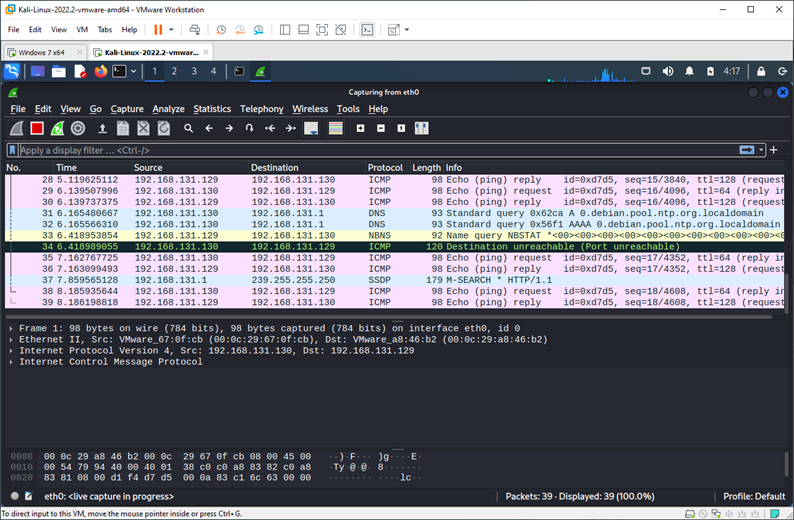 Kali-Linux-2022.2-vmware-amd64 - VMware Workstation
File Edit View VM Tabs Help
Windows 7 x64 Kali-Linux-2022.2-vmwar...
1 2 3 4 4:17
Capturing from eth0
File Edit View Go Capture Analyze Statistics Telephony Wireless Tools Help
Apply a display filter ... <Ctrl-/>
No. Time Source Destination Protocol Length Info
28 5.119625112 192.168.131.129 192.168.131.130 ICMP 98 Echo (ping) reply id=0xd7d5, seq=15/3840, ttl=128 (request
29 6.139507996 192.168.131.130 192.168.131.129 ICMP 98 Echo (ping) request id=0xd7d5, seq=16/4096, ttl=64 (reply in
30 6.139737375 192.168.131.129 192.168.131.130 ICMP 98 Echo (ping) reply id=0xd7d5, seq=16/4096, ttl=128 (request
31 6.165480667 192.168.131.130 192.168.131.1 DNS 93 Standard query 0x62ca A 0.debian.pool.ntp.org.localdomain
32 6.165556310 192.168.131.130 192.168.131.1 DNS 93 Standard query 0x56f1 AAAA 0.debian.pool.ntp.org.localdomain
33 6.418953854 192.168.131.129 192.168.131.130 NBNS 92 Name query NBSTAT *<00><00><00><00><00><00><00><00><00><00><0
34 6.418989055 192.168.131.130 192.168.131.129 ICMP 120 Destination unreachable (Port unreachable)
35 7.162767725 192.168.131.130 192.168.131.129 ICMP 98 Echo (ping) request id=0xd7d5, seq=17/4352, ttl=64 (reply in
36 7.163099493 192.168.131.129 192.168.131.130 ICMP 98 Echo (ping) reply id=0xd7d5, seq=17/4352, ttl=128 (request
37 7.859565128 192.168.131.1 239.255.255.250 SSDP 179 M-SEARCH * HTTP/1.1
38 8.185935644 192.168.131.130 192.168.131.129 ICMP 98 Echo (ping) request id=0xd7d5, seq=18/4608, ttl=64 (reply in
39 8.186198818 192.168.131.129 192.168.131.130 ICMP 98 Echo (ping) reply id=0xd7d5, seq=18/4608, ttl=128 (request
Frame 1: 98 bytes on wire (784 bits), 98 bytes captured (784 bits) on interface eth0, id 0
Ethernet II, Src: VMware_67:0f:cb (00:0c:29:67:0f:cb), Dst: VMware_a8:46:b2 (00:0c:29:a8:46:b2)
Internet Protocol Version 4, Src: 192.168.131.130, Dst: 192.168.131.129
Internet Control Message Protocol
0000 00 0c 29 a8 46 b2 00 0c 29 67 0f cb 08 00 45 00 ··)·F··· )g····E·
0010 00 54 79 94 40 00 40 01 38 c0 c0 a8 83 82 c0 a8 ·Ty·@·@· 8·······
0020 83 81 08 00 d1 f4 d7 d5 00 0a 83 c1 6c 63 00 00 ········ ····lc··
eth0: <live capture in progress> Packets: 39 · Displayed: 39 (100.0%) Profile: Default
To direct input to this VM, move the mouse pointer inside or press Ctrl+G.